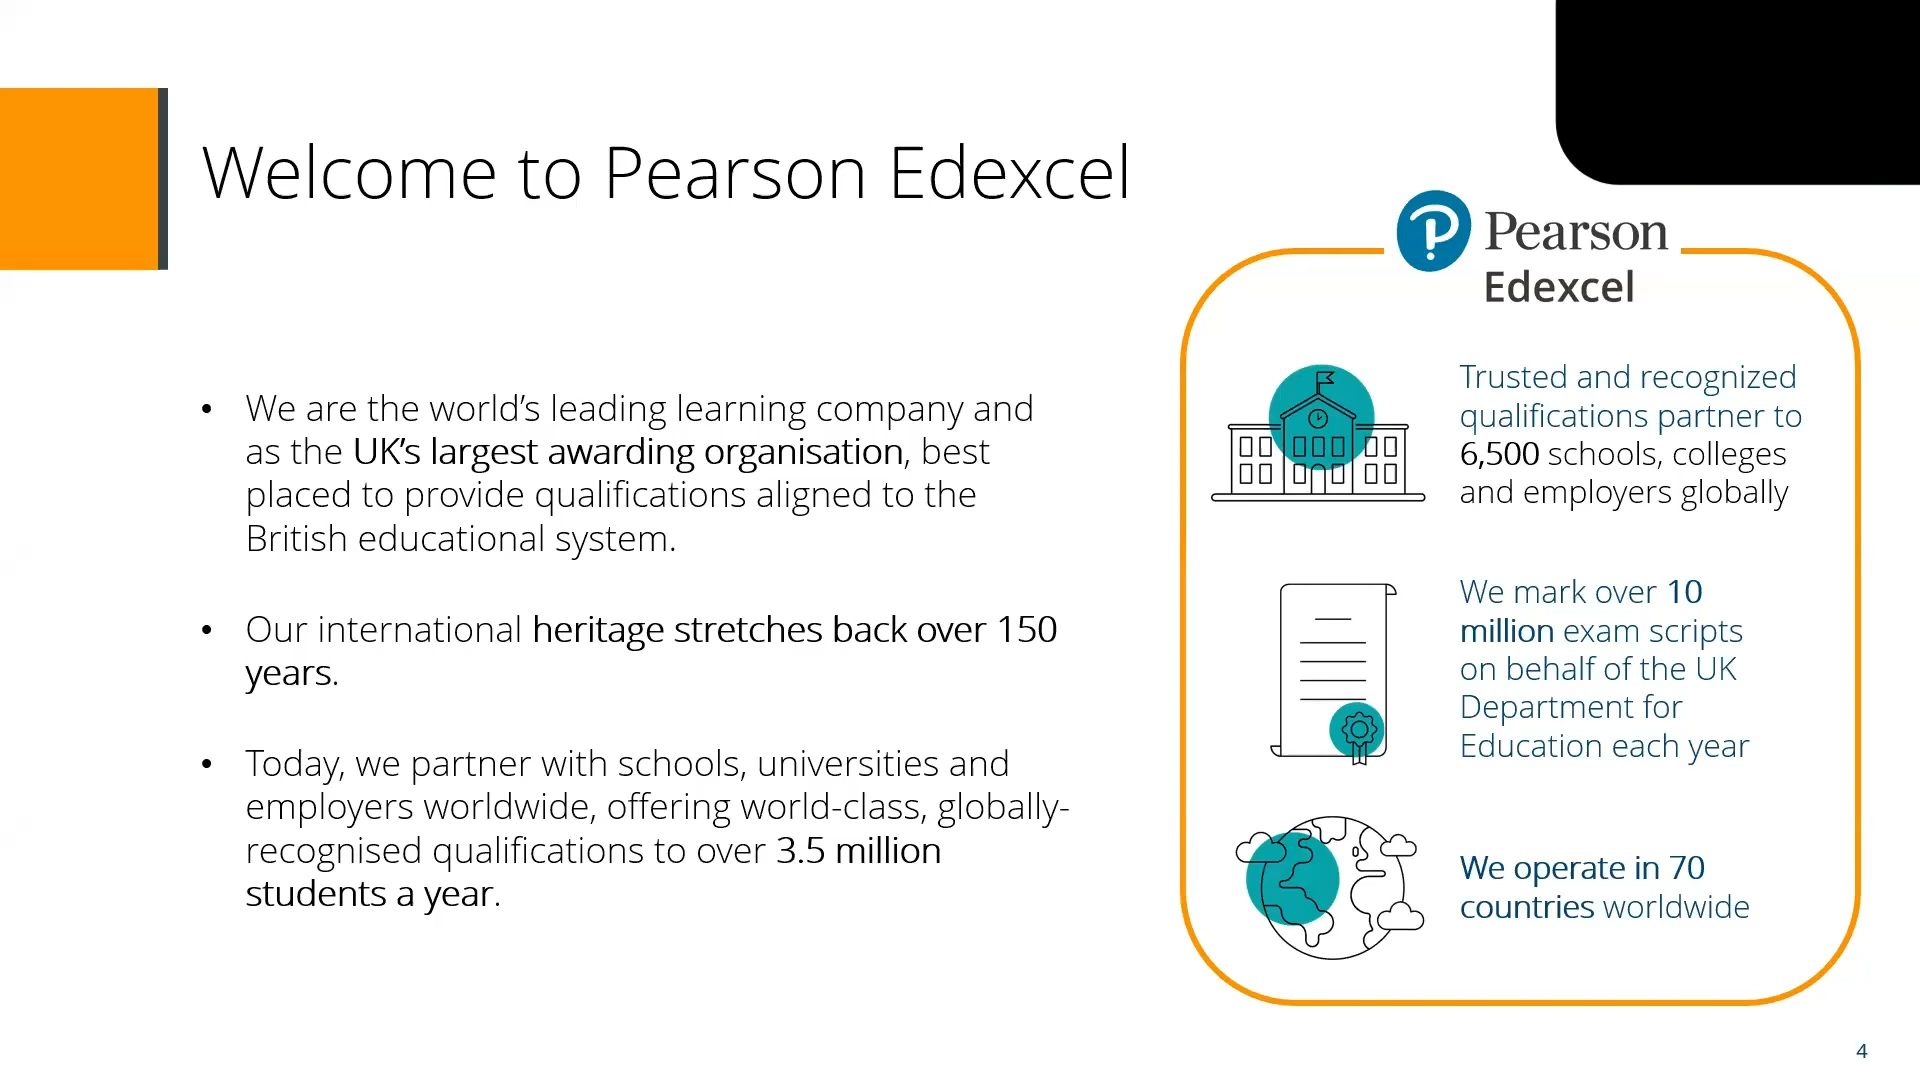 Welcome to Pearson Edexcel
• We are the world’s leading learning company and
as the UK’s largest awarding organisation, best
placed to provide qualifications aligned to the
British educational system.
• Our international heritage stretches back over 150
years.
• Today, we partner with schools, universities and
employers worldwide, offering world-class, globally-
recognised qualifications to over 3.5 million
students a year.
Pearson
Edexcel
Trusted and recognized
qualifications partner to
6,500 schools, colleges
and employers globally
We mark over 10
million exam scripts
on behalf of the UK
Department for
Education each year
We operate in 70
countries worldwide
4